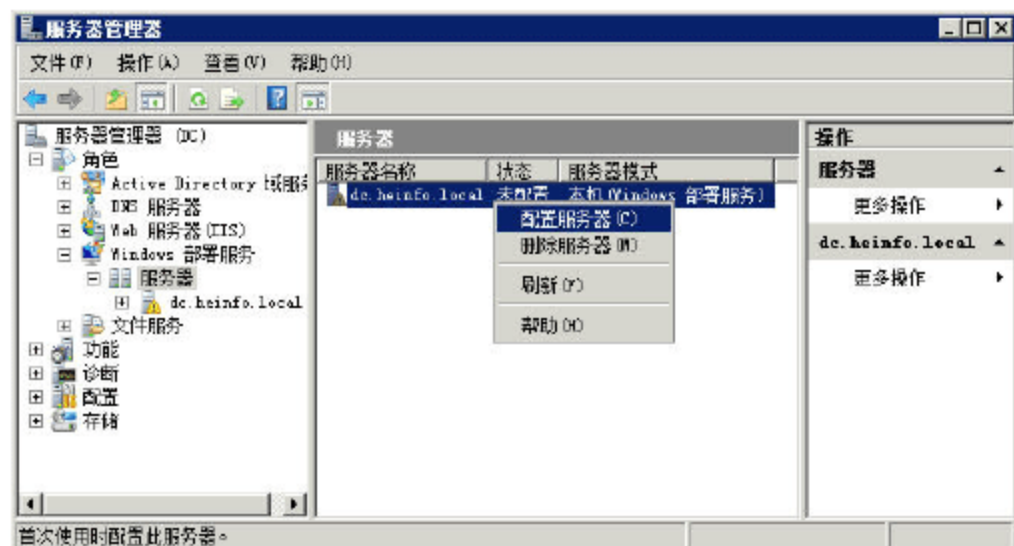 服务器管理器
文件(F) 操作(A) 查看(V) 帮助(H)
服务器管理器 (DC)
角色
Active Directory 域服务
DNS 服务器
Web 服务器(IIS)
Windows 部署服务
服务器
dc.heinfo.local
文件服务
功能
诊断
配置
存储
服务器
服务器名称 状态 服务器模式
dc.heinfo.local 未配置 本机(Windows 部署服务)
配置服务器(C)
删除服务器(M)
刷新(F)
帮助(H)
操作
服务器
更多操作
dc.heinfo.local
更多操作
首次使用时配置此服务器。